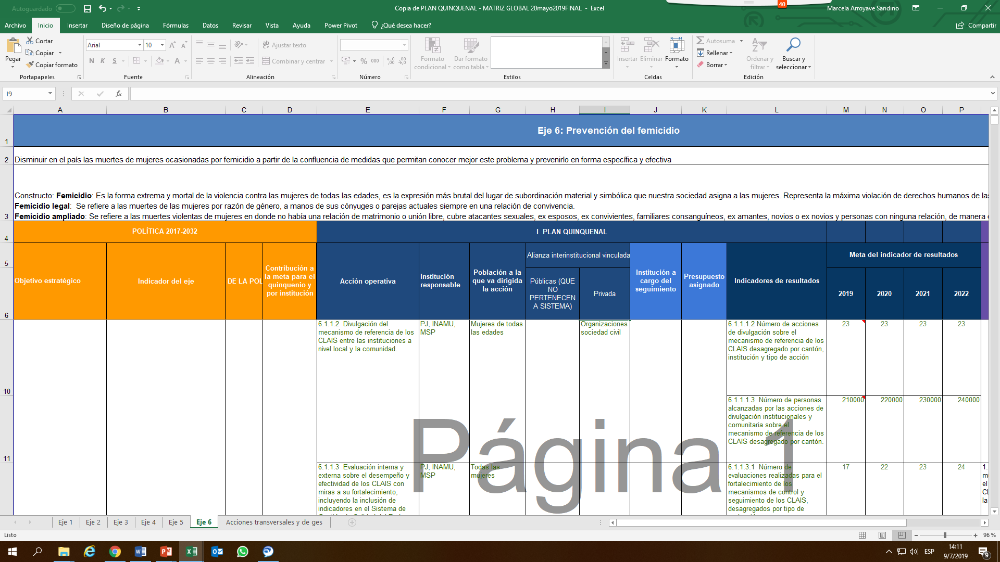 Autoguardado
Copia de PLAN QUINQUENAL - MATRIZ GLOBAL 20mayo2019FINAL - Excel
40
Marcela Arroyave Sandino
Archivo Inicio Insertar Diseño de página Fórmulas Datos Revisar Vista Ayuda Power Pivot ¿Qué desea hacer? Compartir
Pegar
Cortar
Copiar
Copiar formato
Portapapeles
Arial 10
N K S
Fuente
Ajustar texto
Combinar y centrar
Alineación
% 000
Número
Formato condicional
Dar formato como tabla
Estilos
Insertar Eliminar Formato
Celdas
Autosuma
Rellenar
Borrar
Ordenar y filtrar
Buscar y seleccionar
Edición
I9
fx
A B C D E F G H I J K L M N O P
1
Eje 6: Prevención del femicidio
2
Disminuir en el país las muertes de mujeres ocasionadas por femicidio a partir de la confluencia de medidas que permitan conocer mejor este problema y prevenirlo en forma específica y efectiva
Constructo: Femicidio: Es la forma extrema y mortal de la violencia contra las mujeres de todas las edades, es la expresión más brutal del lugar de subordinación material y simbólica que nuestra sociedad asigna a las mujeres. Representa la máxima violación de derechos humanos de las
Femicidio legal: Se refiere a las muertes de las mujeres por razón de género, a manos de sus cónyuges o parejas actuales siempre en una relación de convivencia.
3
Femicidio ampliado: Se refiere a las muertes violentas de mujeres en donde no había una relación de matrimonio o unión libre, cubre atacantes sexuales, ex esposos, ex convivientes, familiares consanguíneos, ex amantes, novios o ex novios y personas con ninguna relación, de manera
4
POLÍTICA 2017-2032
I PLAN QUINQUENAL
5
6
Objetivo estratégico
Indicador del eje
DE LA POL
Contribución a
la meta para el
quinquenio y
por institución
Acción operativa
Institución
responsable
Población a la
que va dirigida
la acción
Alianza interinstitucional vinculada
Públicas (QUE
NO
PERTENECEN
A SISTEMA)
Privada
Institución a
cargo del
seguimiento
Presupuesto
asignado
Indicadores de resultados
Meta del indicador de resultados
2019 2020 2021 2022
10
6.1.1.2 Divulgación del
mecanismo de referencia de los
CLAIS entre las instituciones a
nivel local y la comunidad.
PJ, INAMU,
MSP
Mujeres de todas
las edades
Organizaciones
sociedad civil
6.1.1.1.2 Número de acciones
de divulgación sobre el
mecanismo de referencia de los
CLAIS desagregado por cantón,
institución y tipo de acción
23 23 23 23
11
6.1.1.1.3 Número de personas
alcanzadas por las acciones de
divulgación institucionales y
comunitaria sobre el
mecanismo de referencia de los
CLAIS desagregado por cantón.
210000 220000 230000 240000
Página 1
6.1.1.3 Evaluación interna y
externa sobre el desempeño y
efectividad de los CLAIS con
miras a su fortalecimiento,
incluyendo la inclusión de
indicadores en el Sistema de
PJ, INAMU,
MSP
Todas las
mujeres
6.1.1.3.1 Número de
evaluaciones realizadas para el
fortalecimiento de los
mecanismos de control y
seguimiento de los CLAIS,
desagregados por tipo de
17 22 23 24
1.
m
el
CL
la
Eje 1 Eje 2 Eje 3 Eje 4 Eje 5 Eje 6 Acciones transversales y de ges
Listo
96 %
ESP
14:11
9/7/2019
9